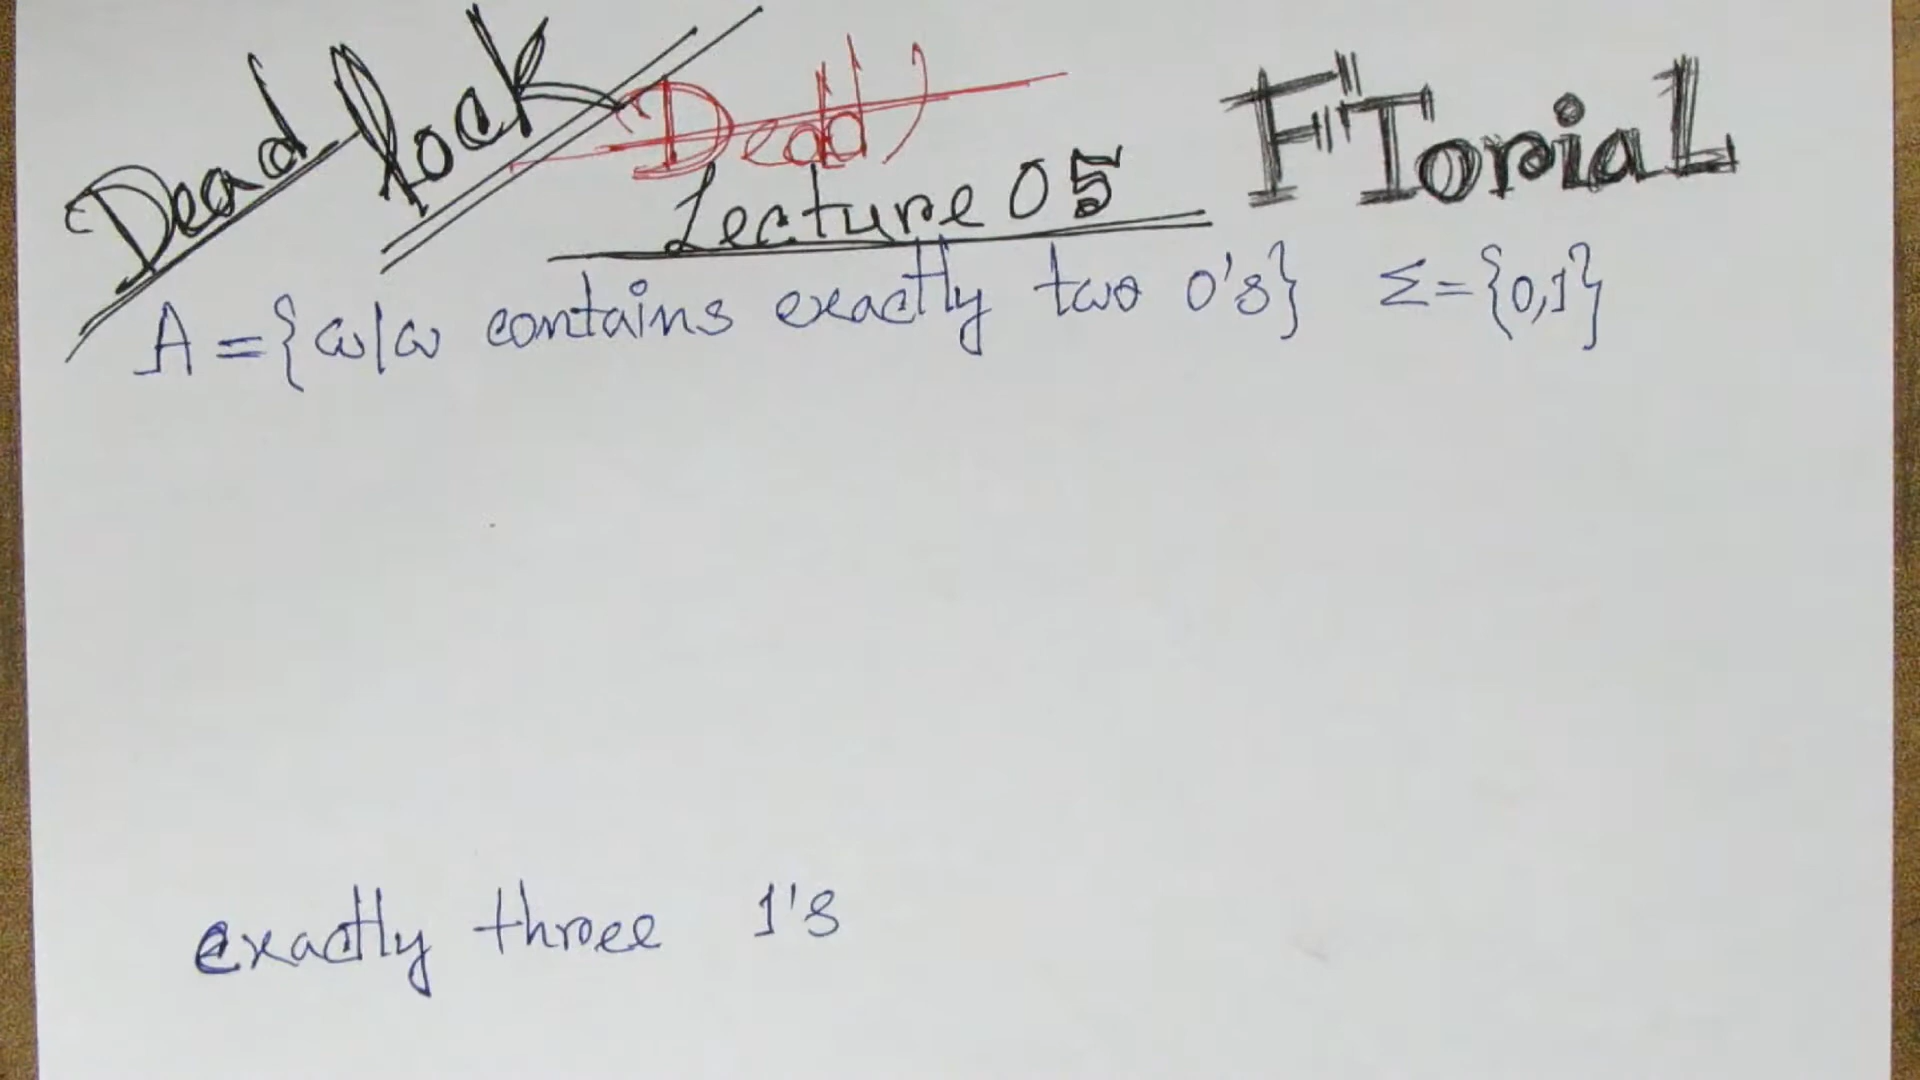 Dead lock
(Dead)
FTorial
Lecture 05
A = {ω/ω contains exactly two 0's} Σ = {0,1}
exactly three 1's